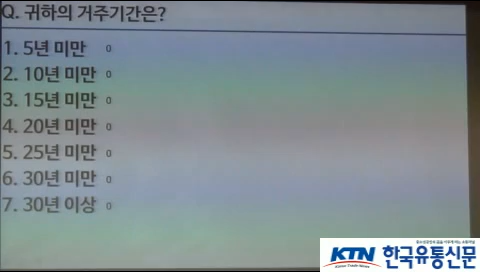 Q. 귀하의 거주기간은?
1. 5년 미만 0
2. 10년 미만 0
3. 15년 미만 0
4. 20년 미만 0
5. 25년 미만 0
6. 30년 미만 0
7. 30년 이상 0
KTN 한국유통신문